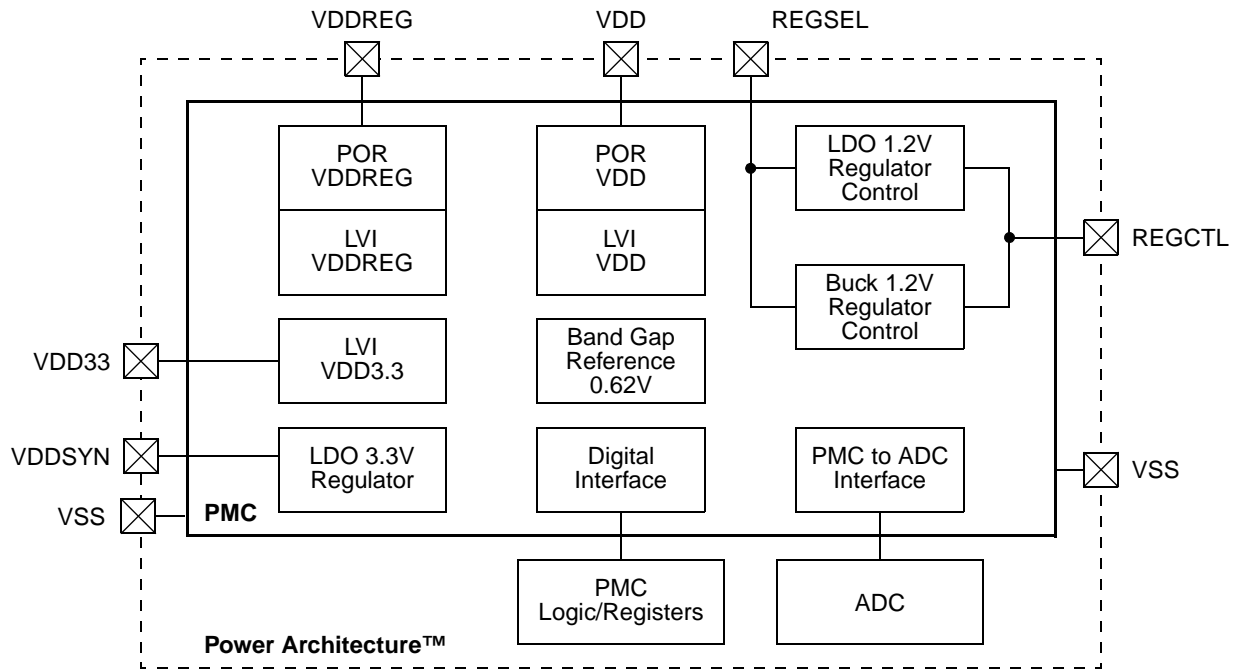 VDDREG
VDD
REGSEL
POR
VDDREG
POR
VDD
LDO 1.2V
Regulator
Control
LVI
VDDREG
LVI
VDD
REGCTL
Buck 1.2V
Regulator
Control
VDD33
LVI
VDD3.3
Band Gap
Reference
0.62V
VDDSYN
LDO 3.3V
Regulator
Digital
Interface
PMC to ADC
Interface
VSS
VSS
PMC
PMC
Logic/Registers
ADC
Power Architecture™